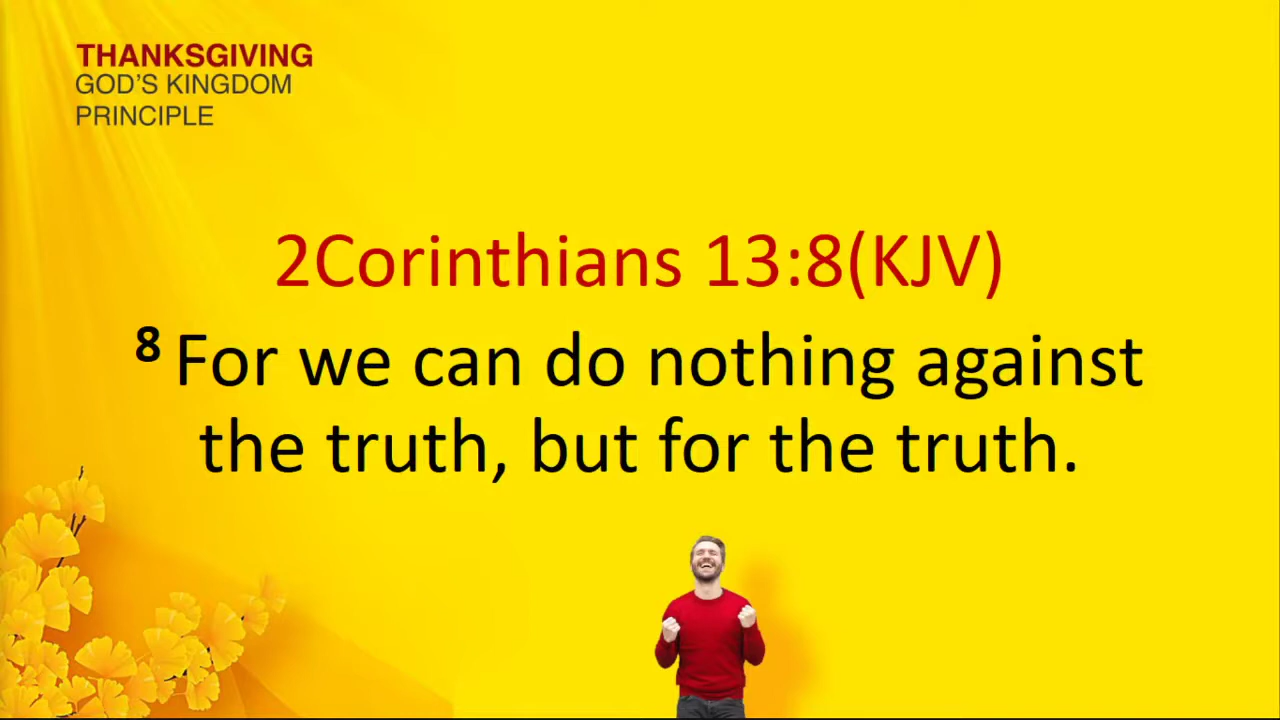 THANKSGIVING
GOD'S KINGDOM
PRINCIPLE
2Corinthians 13:8(KJV)
8 For we can do nothing against
the truth, but for the truth.